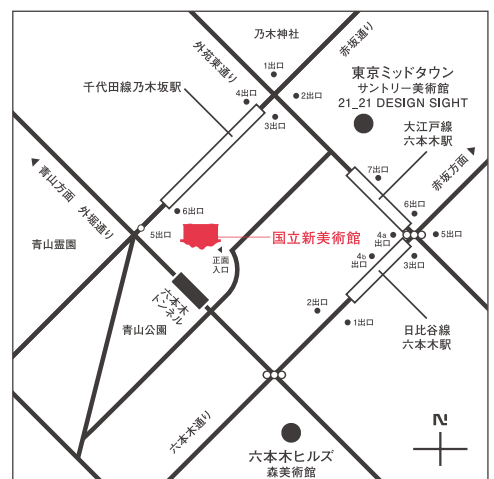 乃木神社
外苑東通り
赤坂通り
1出口
2出口
4出口
3出口
千代田線乃木坂駅
東京ミッドタウン
サントリー美術館
21_21 DESIGN SIGHT
大江戸線
六本木駅
7出口
赤坂方面
6出口
5出口
4a
出口
4b
出口
3出口
青山方面
外堀通り
青山霊園
6出口
5出口
国立新美術館
正面
入口
六本木
トンネル
青山公園
2出口
1出口
日比谷線
六本木駅
六本木通り
六本木ヒルズ
森美術館
N